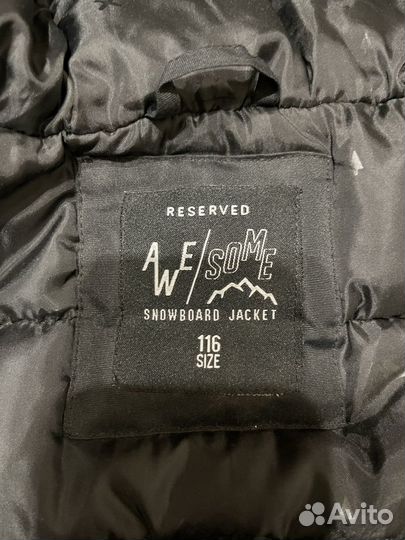 RESERVED
AWE/SOME
SNOWBOARD JACKET
116
SIZE
Avito